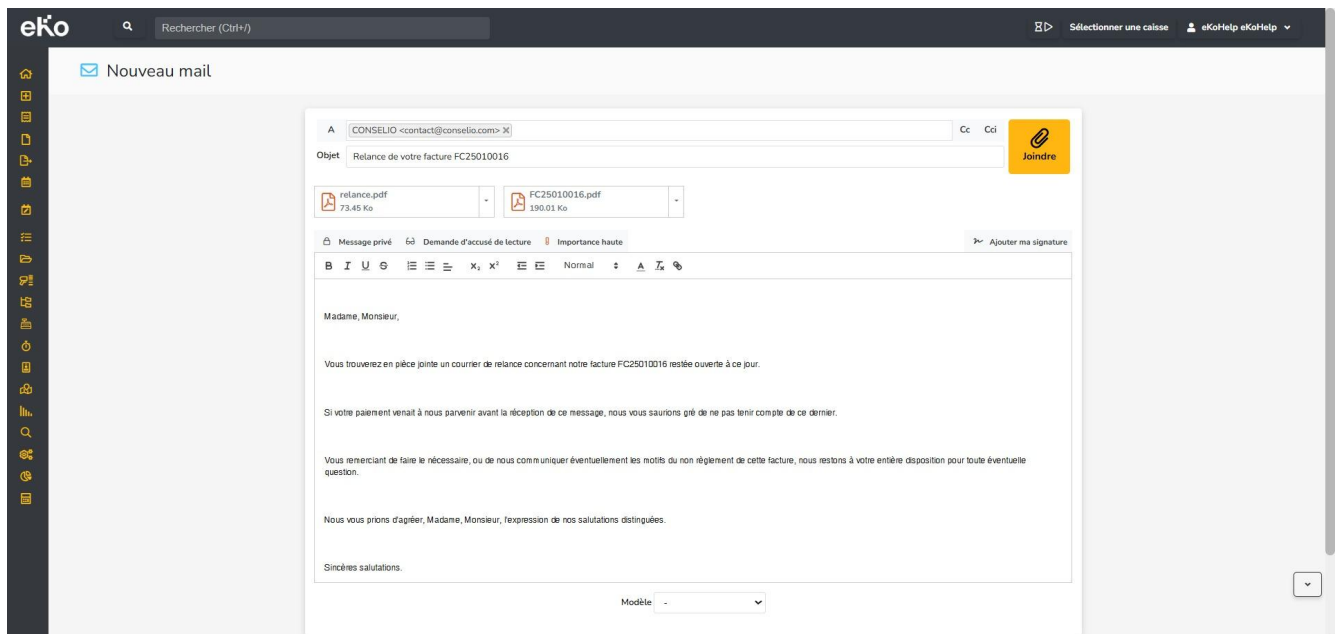 eKo
Rechercher (Ctrl+/)
Sélectionner une caisse
eKoHelp eKoHelp
Nouveau mail
A
CONSELIO <contact@conselio.com>
Cc
Cci
Joindre
Objet
Relance de votre facture FC25010016
relance.pdf
73.45 Ko
FC25010016.pdf
190.01 Ko
Message privé
Demande d'accusé de lecture
Importance haute
Ajouter ma signature
Normal
Madame, Monsieur,
Vous trouverez en pièce jointe un courrier de relance concernant notre facture FC25010016 restée ouverte à ce jour.
Si votre paiement venait à nous parvenir avant la réception de ce message, nous vous saurions gré de ne pas tenir compte de ce dernier.
Vous remerciant de faire le nécessaire, ou de nous communiquer éventuellement les motifs du non règlement de cette facture, nous restons à votre entière disposition pour toute éventuelle
question.
Nous vous prions d'agréer, Madame, Monsieur, l'expression de nos salutations distinguées.
Sincères salutations.
Modèle
-